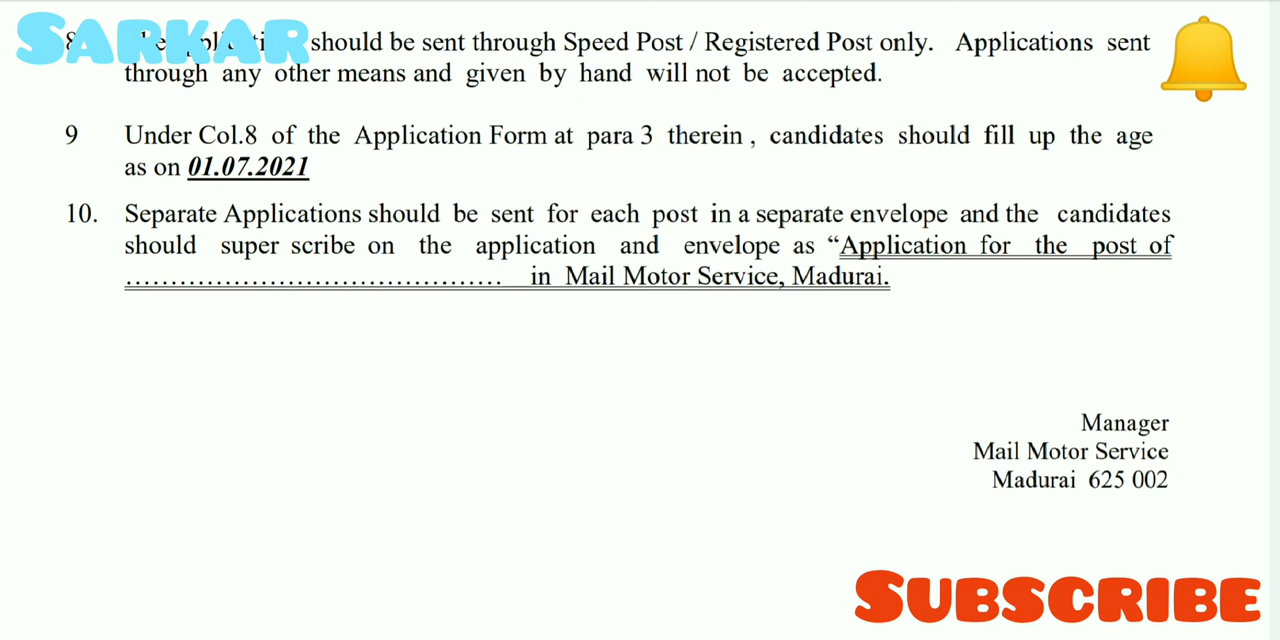 SARKAR
should be sent through Speed Post / Registered Post only. Applications sent
through any other means and given by hand will not be accepted.
9 Under Col.8 of the Application Form at para 3 therein , candidates should fill up the age
as on 01.07.2021
10. Separate Applications should be sent for each post in a separate envelope and the candidates
should super scribe on the application and envelope as “Application for the post of
.......................................... in Mail Motor Service, Madurai.
Manager
Mail Motor Service
Madurai 625 002
SUBSCRIBE